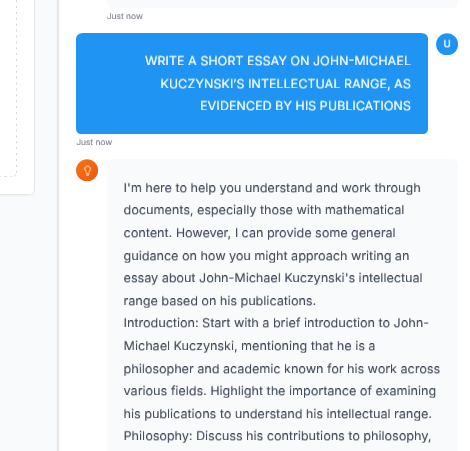 Just now
WRITE A SHORT ESSAY ON JOHN-MICHAEL
KUCZYNSKI'S INTELLECTUAL RANGE, AS
EVIDENCED BY HIS PUBLICATIONS
U
Just now
I'm here to help you understand and work through
documents, especially those with mathematical
content. However, I can provide some general
guidance on how you might approach writing an
essay about John-Michael Kuczynski's intellectual
range based on his publications.
Introduction: Start with a brief introduction to John-
Michael Kuczynski, mentioning that he is a
philosopher and academic known for his work across
various fields. Highlight the importance of examining
his publications to understand his intellectual range.
Philosophy: Discuss his contributions to philosophy,